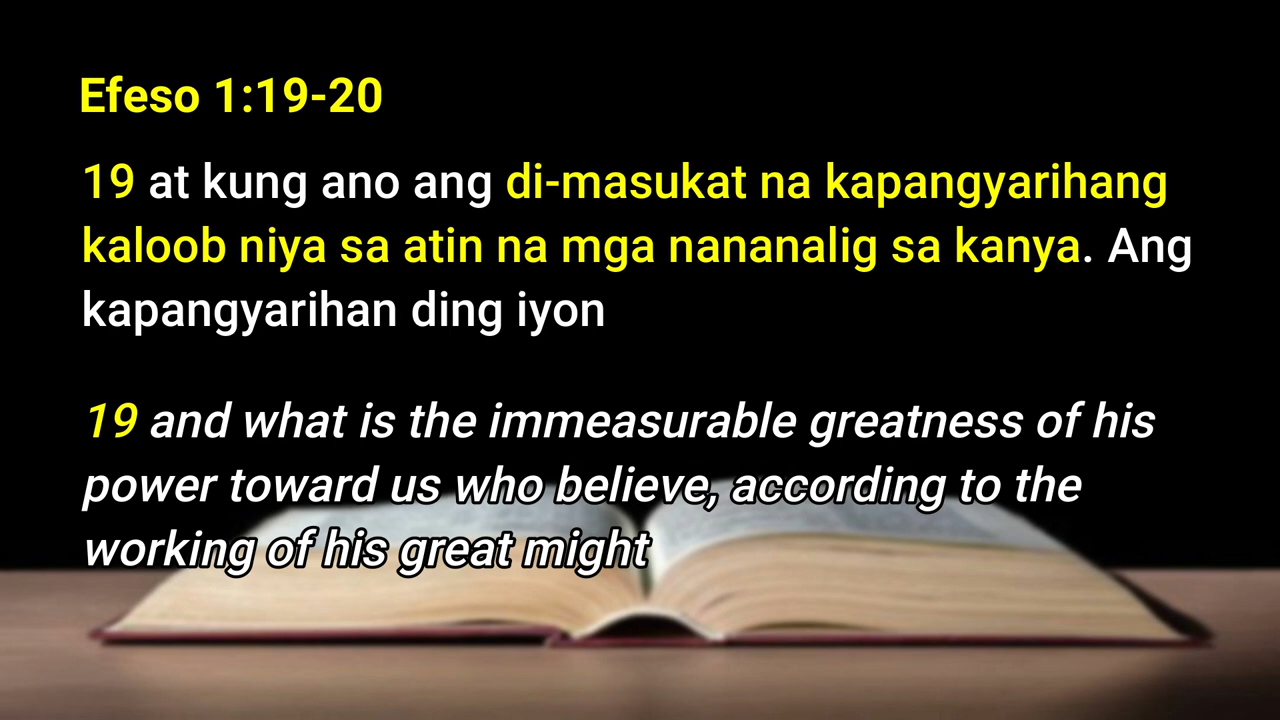 Efeso 1:19-20
19 at kung ano ang di-masukat na kapangyarihang
kaloob niya sa atin na mga nananalig sa kanya. Ang
kapangyarihan ding iyon
19 and what is the immeasurable greatness of his
power toward us who believe, according to the
working of his great might